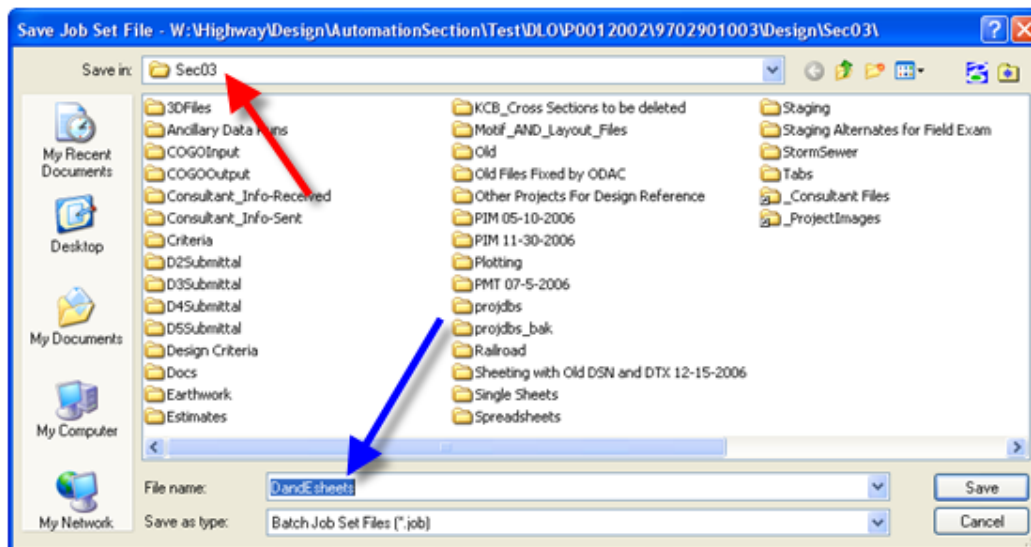 Save Job Set File - W:\Highway\Design\AutomationSection\Test\DLO\P0012002\9702901003\Design\Sec03\
Save in:
Sec03
My Recent Documents
Desktop
My Documents
My Computer
My Network
3DFiles
Ancillary Data Runs
COGOInput
COGOOutput
Consultant_Info-Received
Consultant_Info-Sent
Criteria
D2Submittal
D3Submittal
D4Submittal
D5Submittal
Design Criteria
Docs
Earthwork
Estimates
KCB_Cross Sections to be deleted
Motif_AND_Layout_Files
Old
Old Files Fixed by ODAC
Other Projects For Design Reference
PIM 05-10-2006
PIM 11-30-2006
Plotting
PMT 07-5-2006
projdbs
projdbs_bak
Railroad
Sheeting with Old DSN and DTX 12-15-2006
Single Sheets
Spreadsheets
Staging
Staging Alternates for Field Exam
StormSewer
Tabs
_Consultant Files
_ProjectImages
File name:
DandEsheets
Save
Save as type:
Batch Job Set Files (*.job)
Cancel